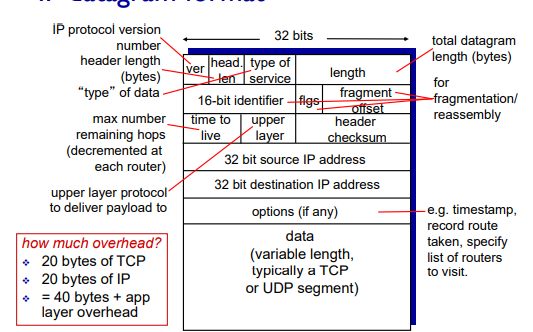 IP protocol version
number
header length
(bytes)
"type" of data
max number
remaining hops
(decremented at
each router)
upper layer protocol
to deliver payload to
how much overhead?
20 bytes of TCP
20 bytes of IP
= 40 bytes + app
layer overhead
32 bits
ver
head.
len
type of
service
length
16-bit identifier
flgs
fragment
offset
time to
live
upper
layer
header
checksum
32 bit source IP address
32 bit destination IP address
options (if any)
data
(variable length,
typically a TCP
or UDP segment)
total datagram
length (bytes)
for
fragmentation/
reassembly
e.g. timestamp,
record route
taken, specify
list of routers
to visit.